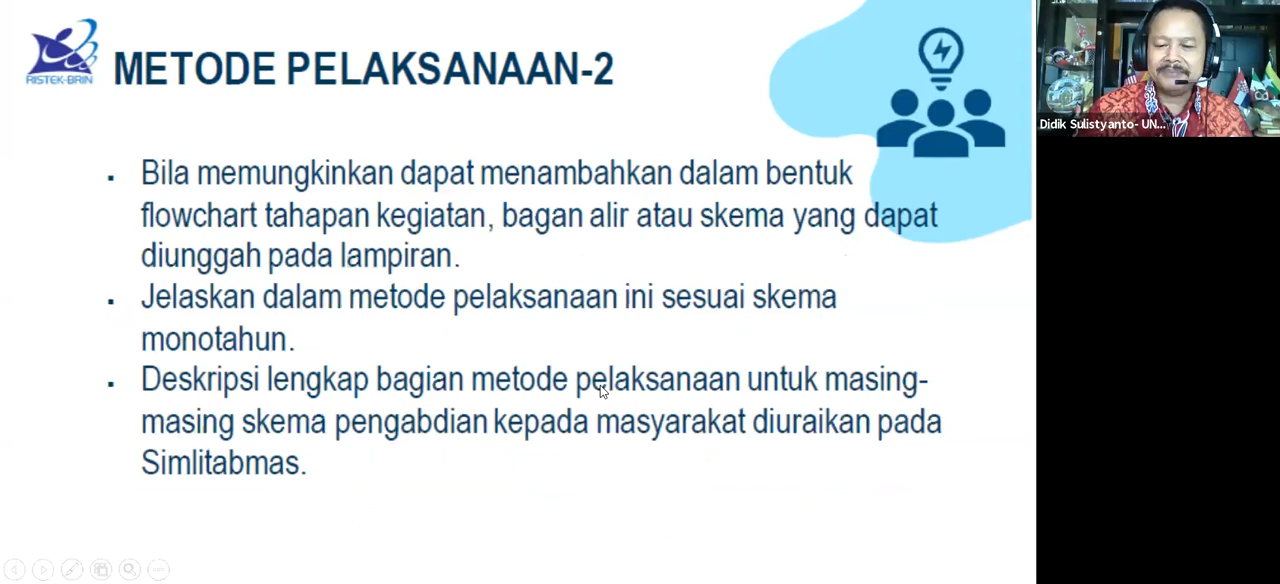 RISTEK-BRIN
METODE PELAKSANAAN-2
Bila memungkinkan dapat menambahkan dalam bentuk
flowchart tahapan kegiatan, bagan alir atau skema yang dapat
diunggah pada lampiran.
Jelaskan dalam metode pelaksanaan ini sesuai skema
monotahun.
Deskripsi lengkap bagian metode pelaksanaan untuk masing-
masing skema pengabdian kepada masyarakat diuraikan pada
Simlitabmas.
Didik Sulistyanto- UN...